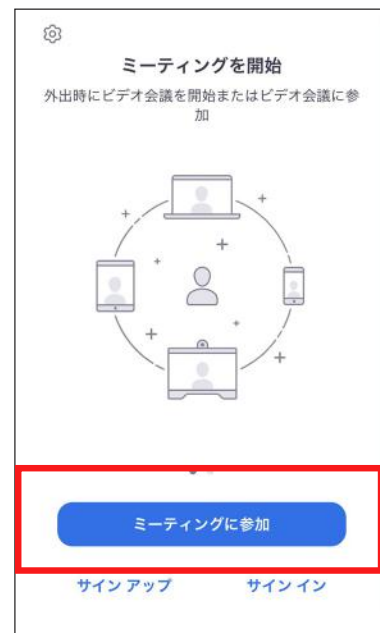 ミーティングを開始
外出時にビデオ会議を開始またはビデオ会議に参
加
ミーティングに参加
サイン アップ
サイン イン